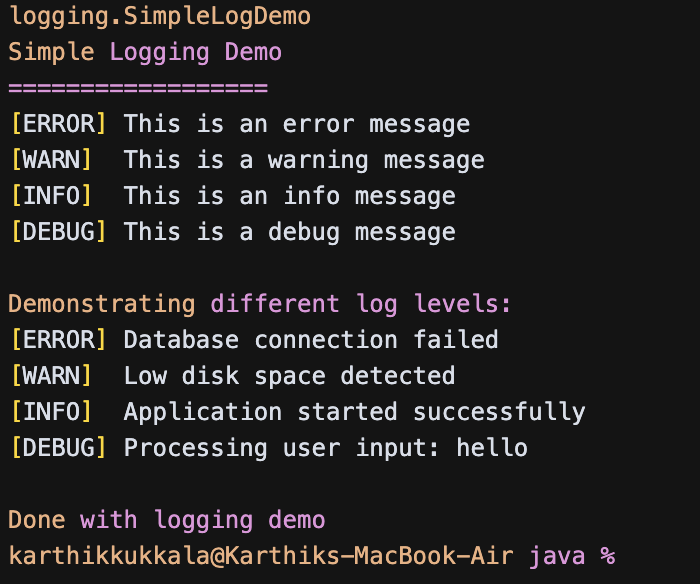 logging.SimpleLogDemo
Simple Logging Demo
==================
[ERROR] This is an error message
[WARN]  This is a warning message
[INFO]  This is an info message
[DEBUG] This is a debug message

Demonstrating different log levels:
[ERROR] Database connection failed
[WARN]  Low disk space detected
[INFO]  Application started successfully
[DEBUG] Processing user input: hello

Done with logging demo
karthikkukkala@Karthiks-MacBook-Air java %